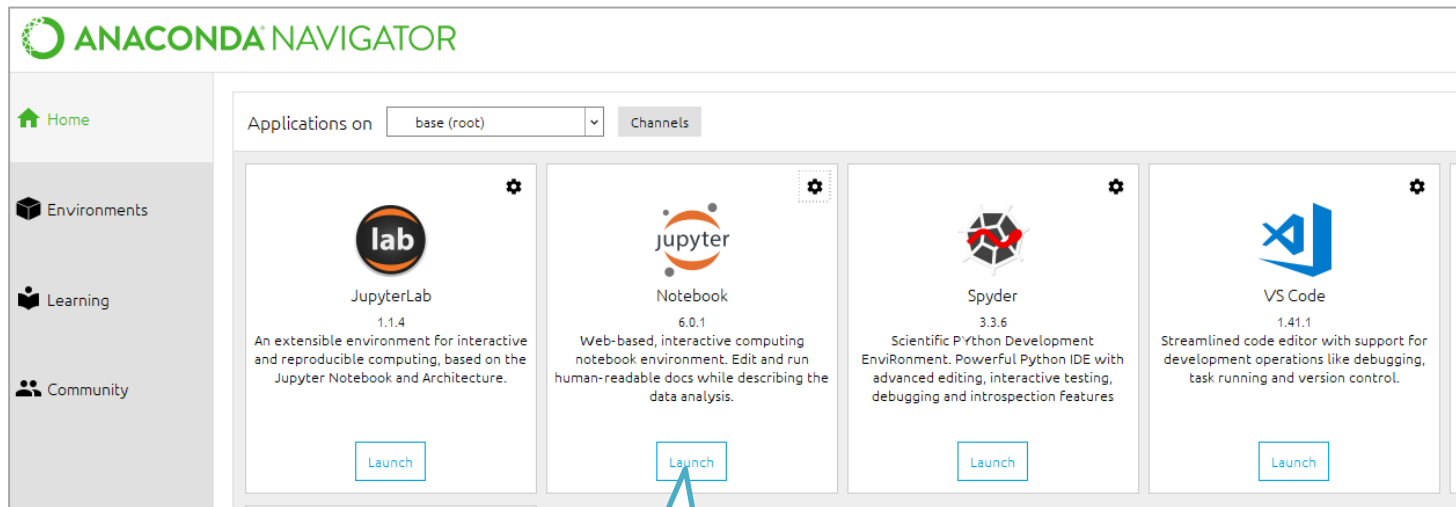 ANACONDA NAVIGATOR
Home
Environments
Learning
Community
Applications on
base (root)
Channels
lab
JupyterLab
1.1.4
An extensible environment for interactive
and reproducible computing, based on the
Jupyter Notebook and Architecture.
Launch
jupyter
Notebook
6.0.1
Web-based, interactive computing
notebook environment. Edit and run
human-readable docs while describing the
data analysis.
Launch
Spyder
3.3.6
Scientific PYthon Development
EnviRonment. Powerful Python IDE with
advanced editing, interactive testing,
debugging and introspection features
Launch
VS Code
1.41.1
Streamlined code editor with support for
development operations like debugging,
task running and version control.
Launch